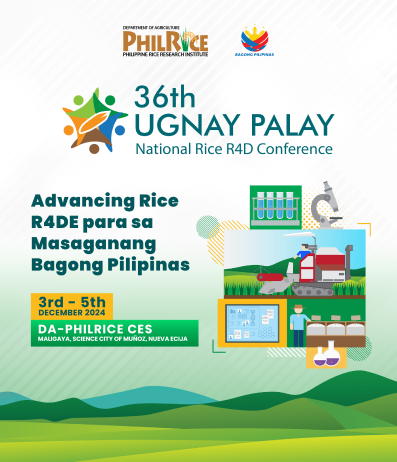 DEPARTMENT OF AGRICULTURE
PHILRICE
PHILIPPINE RICE RESEARCH INSTITUTE
BAGONG PILIPINAS
36th
UGNAY PALAY
National Rice R4D Conference
Advancing Rice
R4DE para sa
Masaganang
Bagong Pilipinas
3rd - 5th
DECEMBER 2024
DA-PHILRICE CES
MALIGAYA, SCIENCE CITY OF MUÑOZ, NUEVA ECIJA